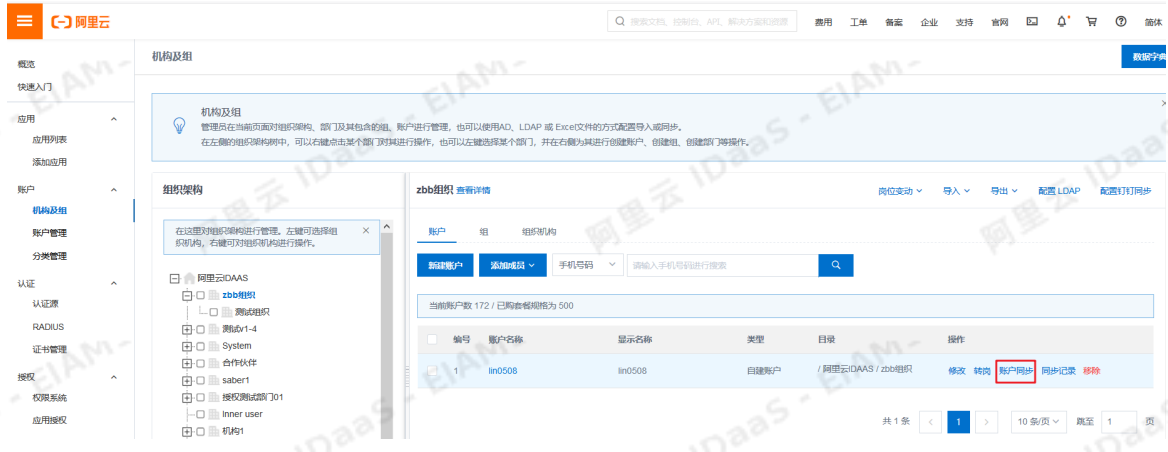 阿里云
搜索文档、控制台、API、解决方案和资源
费用 工单 备案 企业 支持 官网 简体
概览
快速入门
应用
应用列表
添加应用
账户
机构及组
账户管理
分类管理
认证
认证源
RADIUS
证书管理
授权
权限系统
应用授权
机构及组
数据字典
机构及组
管理员在当前页面对组织架构、部门及其包含的组、账户进行管理，也可以使用AD、LDAP 或 Excel文件的方式配置导入或同步。
在左侧的组织架构树中，可以右键点击某个部门对其进行操作，也可以左键选择某个部门，并在右侧为其进行创建账户、创建组、创建部门等操作。
组织架构
在这里对组织架构进行管理。左键可选择组
织机构，右键可对组织机构进行操作。
阿里云IDAAS
zbb组织
测试组织
测试v1-4
System
合作伙伴
saber1
授权测试部门01
Inner user
机构1
zbb组织 查看详情
岗位变动 导入 导出 配置 LDAP 配置钉钉同步
账户 组 组织机构
新建账户 添加成员 手机号码 请输入手机号码进行搜索
当前账户数 172 / 已购套餐规格为 500
编号 账户名称 显示名称 类型 目录 操作
1 lin0508 lin0508 自建账户 / 阿里云IDAAS / zbb组织 修改 转岗 账户同步 同步记录 移除
共 1 条 < 1 > 10 条/页 跳至 1 页